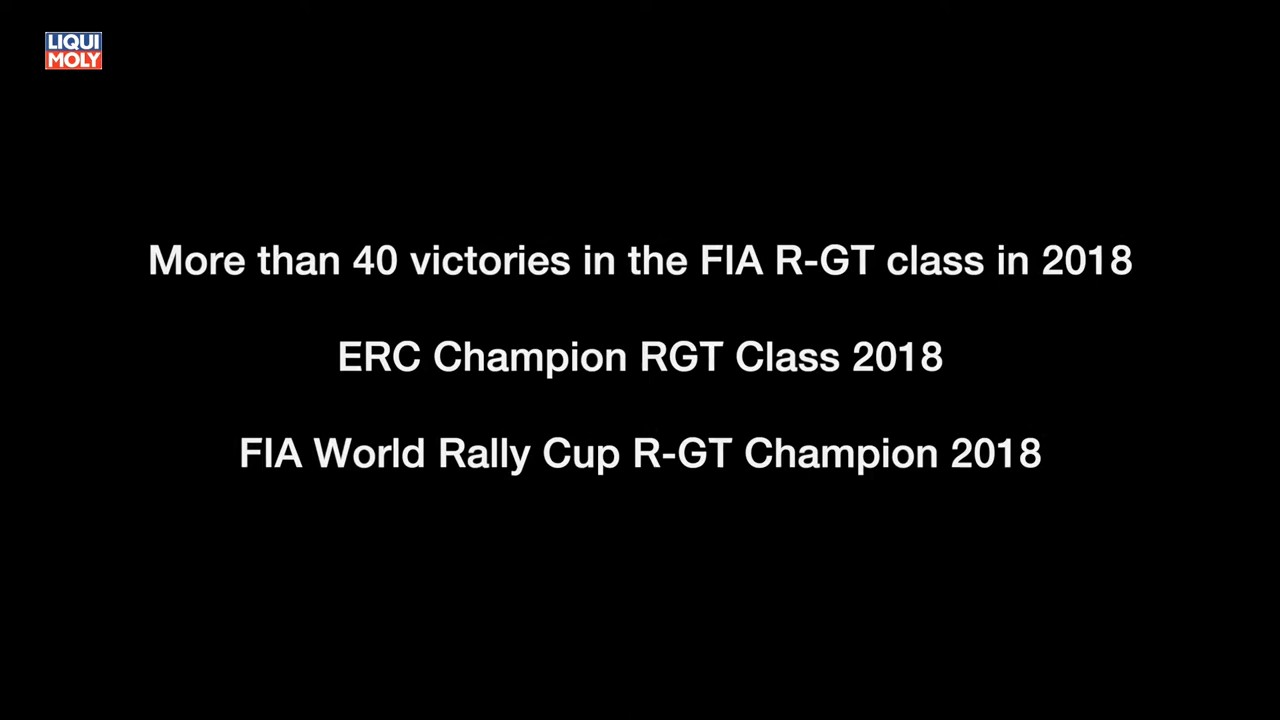 LIQUI
MOLY
More than 40 victories in the FIA R-GT class in 2018
ERC Champion RGT Class 2018
FIA World Rally Cup R-GT Champion 2018